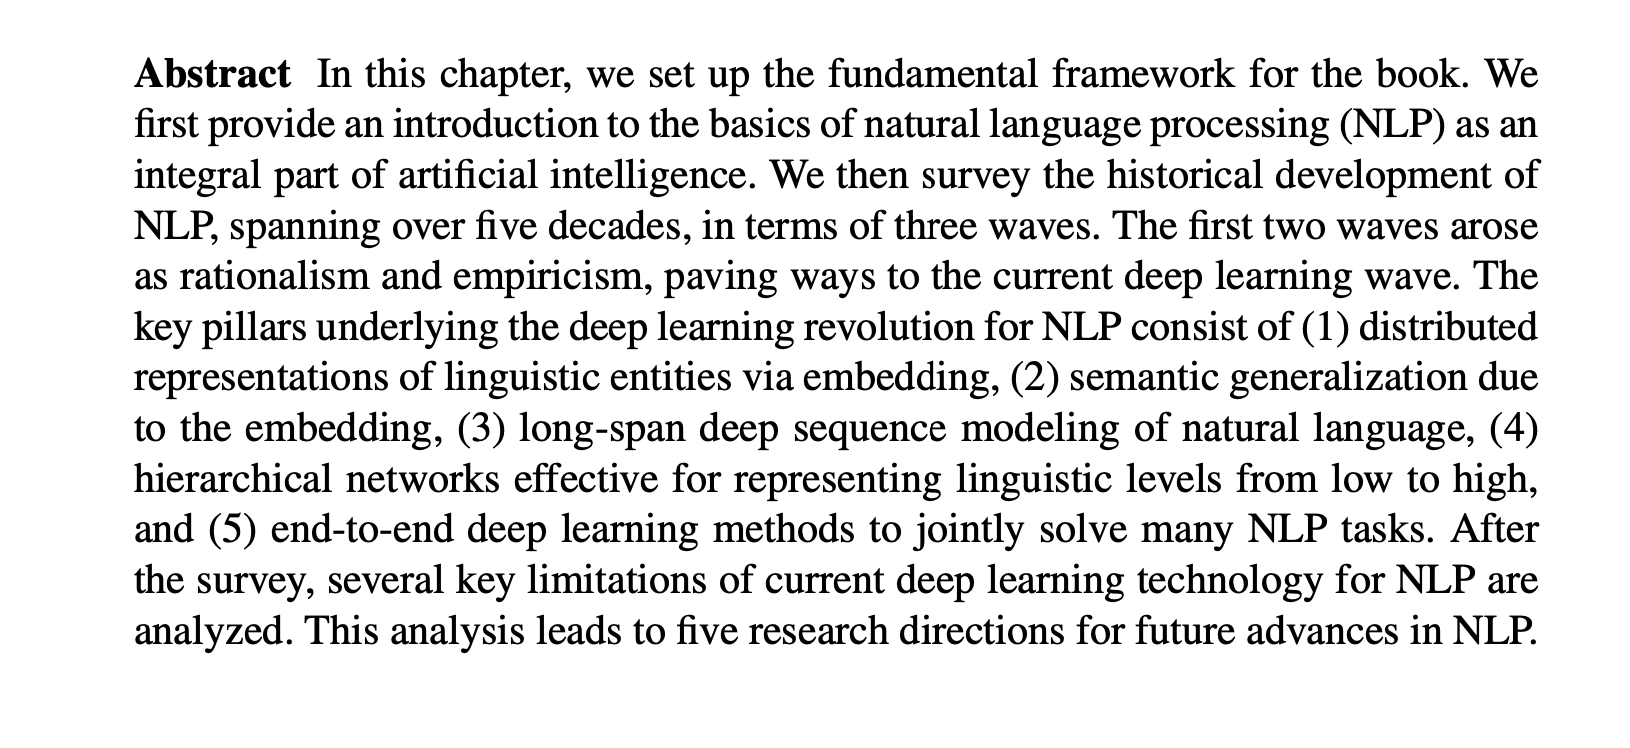 Abstract In this chapter, we set up the fundamental framework for the book. We
first provide an introduction to the basics of natural language processing (NLP) as an
integral part of artificial intelligence. We then survey the historical development of
NLP, spanning over five decades, in terms of three waves. The first two waves arose
as rationalism and empiricism, paving ways to the current deep learning wave. The
key pillars underlying the deep learning revolution for NLP consist of (1) distributed
representations of linguistic entities via embedding, (2) semantic generalization due
to the embedding, (3) long-span deep sequence modeling of natural language, (4)
hierarchical networks effective for representing linguistic levels from low to high,
and (5) end-to-end deep learning methods to jointly solve many NLP tasks. After
the survey, several key limitations of current deep learning technology for NLP are
analyzed. This analysis leads to five research directions for future advances in NLP.